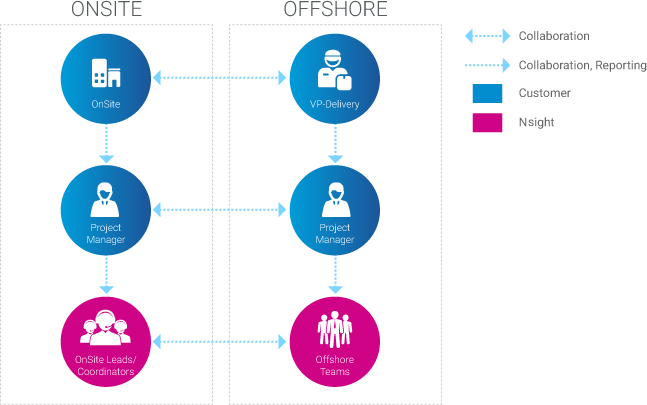 ONSITE
OFFSHORE
OnSite
VP-Delivery
Project
Manager
Project
Manager
OnSite Leads/
Coordinators
Offshore
Teams
Collaboration
Collaboration, Reporting
Customer
Nsight